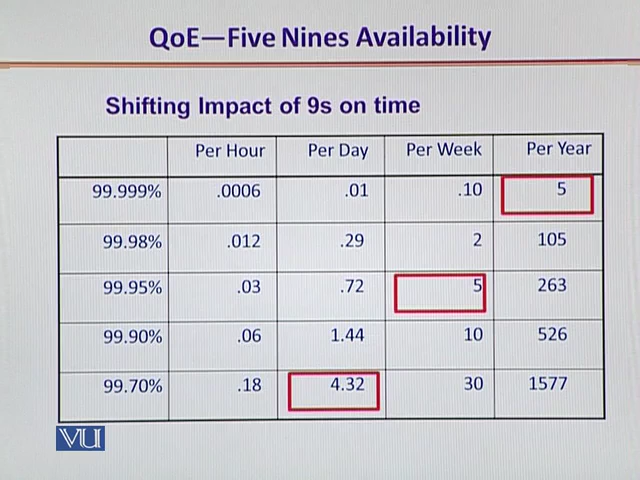 QoE—Five Nines Availability
Shifting Impact of 9s on time
Per Hour Per Day Per Week Per Year
99.999% .0006 .01 .10 5
99.98% .012 .29 2 105
99.95% .03 .72 5 263
99.90% .06 1.44 10 526
99.70% .18 4.32 30 1577
VU